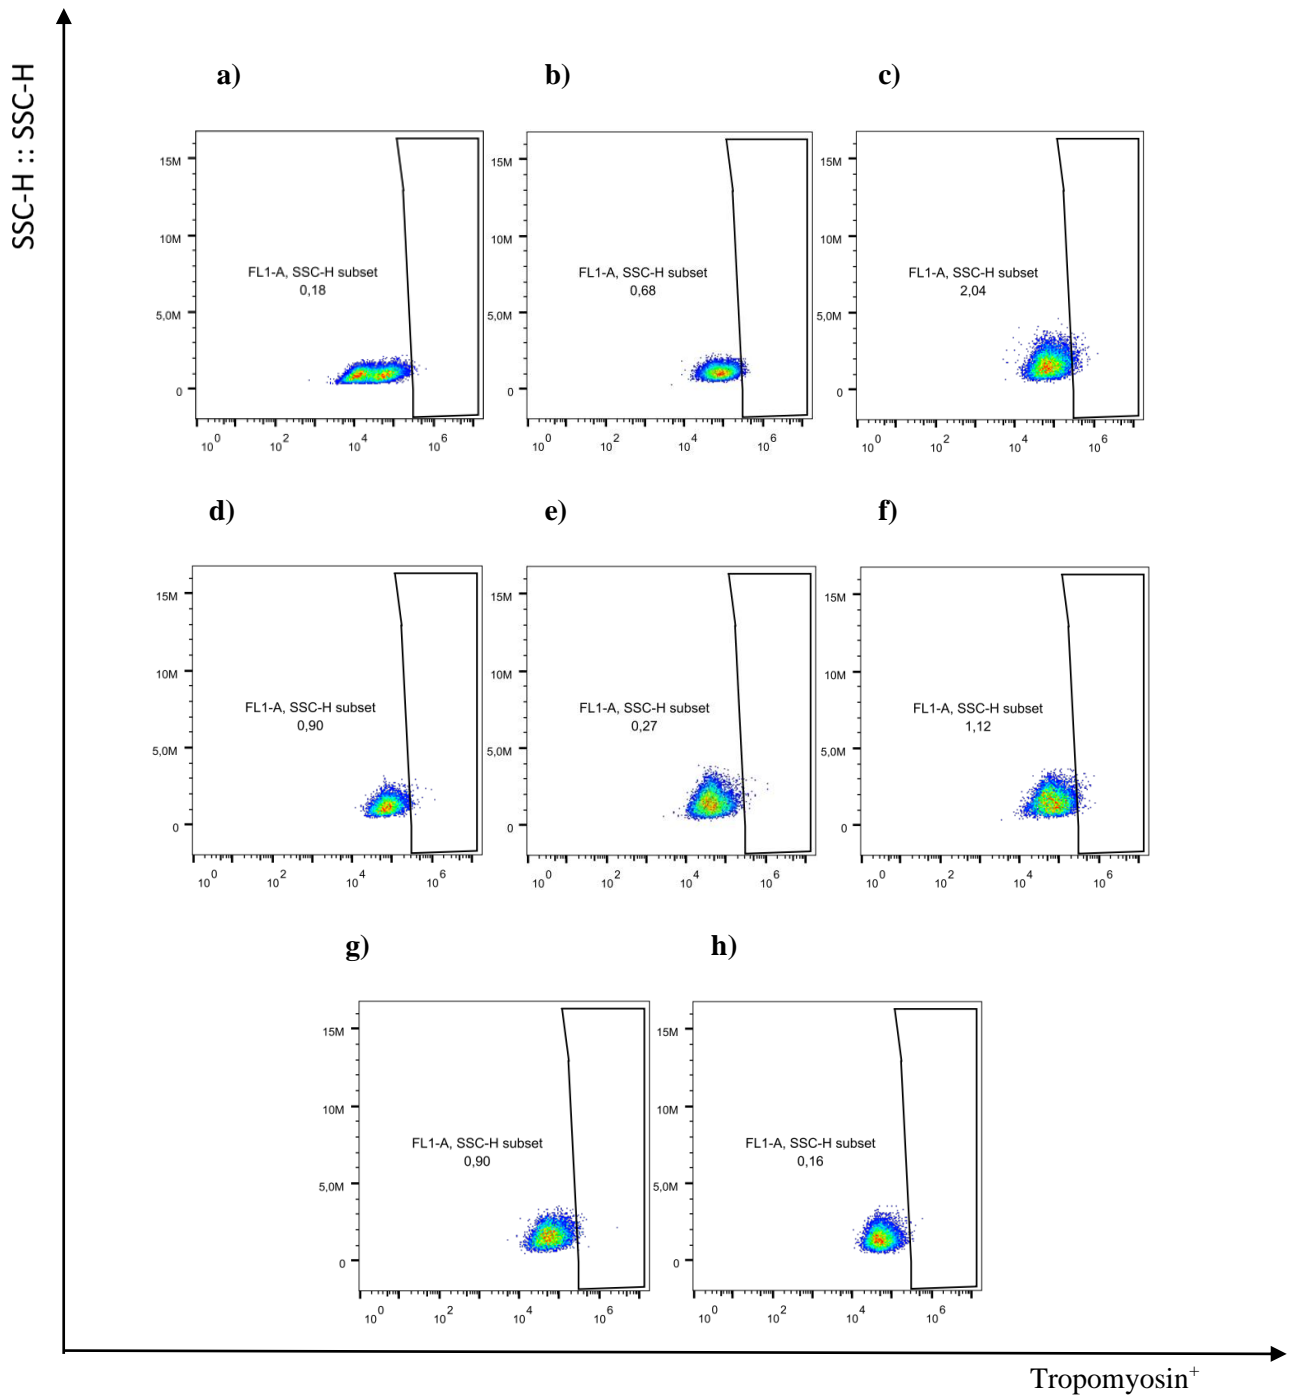 SSC-H :: SSC-H
a)
b)
c)
15M
10M
5,0M
0
FL1-A, SSC-H subset
0,18
10^0
10^2
10^4
10^6
15M
10M
5,0M
0
FL1-A, SSC-H subset
0,68
10^0
10^2
10^4
10^6
15M
10M
5,0M
0
FL1-A, SSC-H subset
2,04
10^0
10^2
10^4
10^6
d)
e)
f)
15M
10M
5,0M
0
FL1-A, SSC-H subset
0,90
10^0
10^2
10^4
10^6
15M
10M
5,0M
0
FL1-A, SSC-H subset
0,27
10^0
10^2
10^4
10^6
15M
10M
5,0M
0
FL1-A, SSC-H subset
1,12
10^0
10^2
10^4
10^6
g)
h)
15M
10M
5,0M
0
FL1-A, SSC-H subset
0,90
10^0
10^2
10^4
10^6
15M
10M
5,0M
0
FL1-A, SSC-H subset
0,16
10^0
10^2
10^4
10^6
Tropomyosin⁺